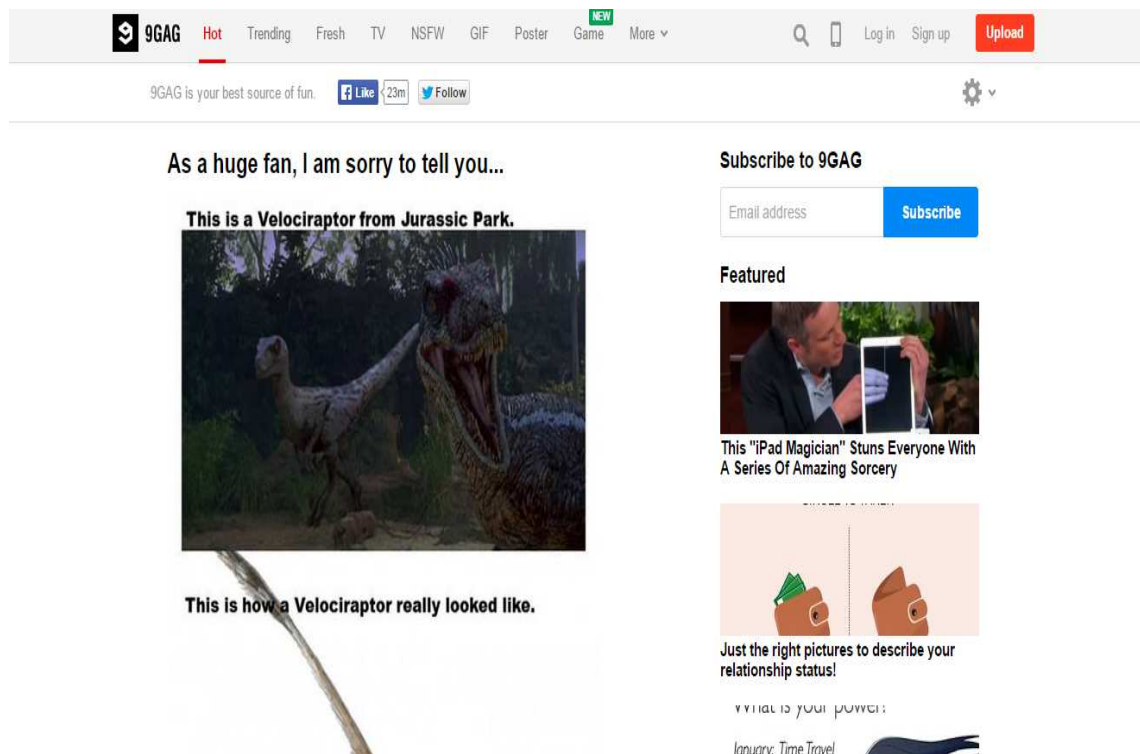 9GAG Hot Trending Fresh TV NSFW GIF Poster Game NEW More Log in Sign up Upload
9GAG is your best source of fun. Like 23m Follow
As a huge fan, I am sorry to tell you...
This is a Velociraptor from Jurassic Park.
This is how a Velociraptor really looked like.
Subscribe to 9GAG
Email address Subscribe
Featured
This "iPad Magician" Stuns Everyone With
A Series Of Amazing Sorcery
Just the right pictures to describe your
relationship status!
What is your power?
January: Time Travel